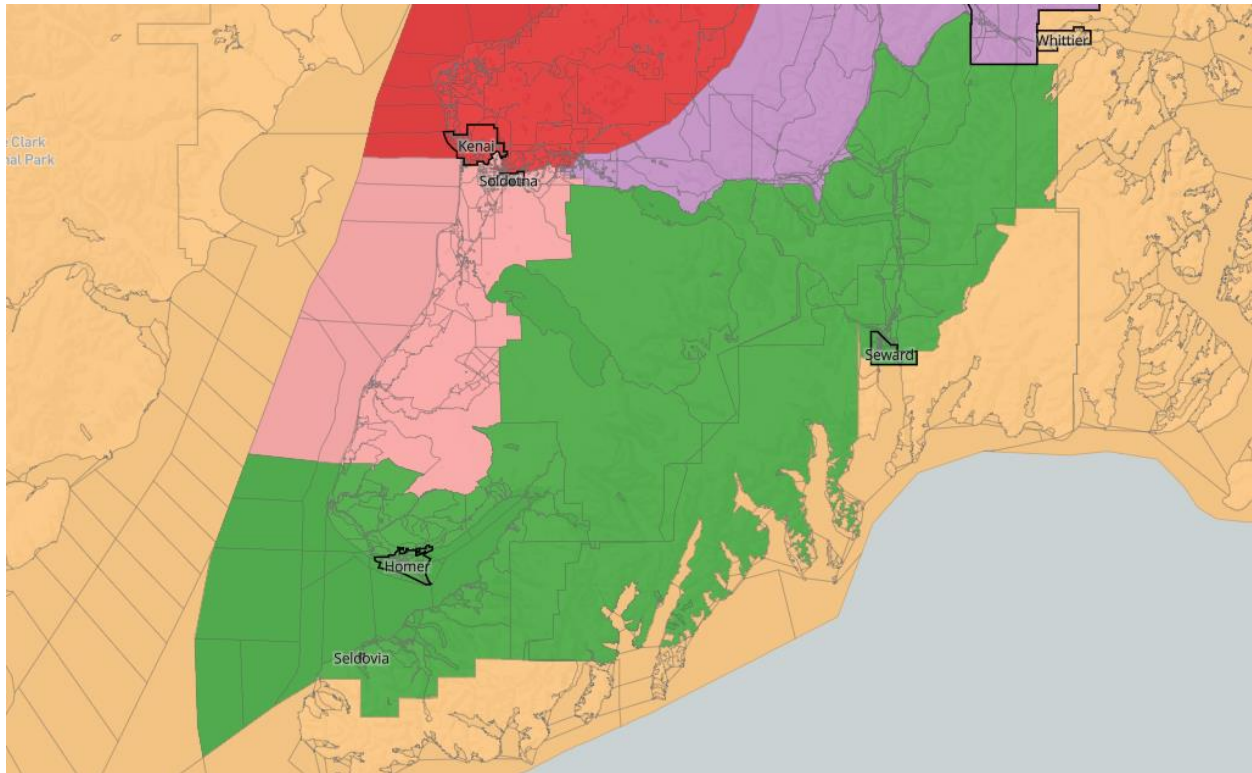 Whittier
Clark
nal Park
Kenai
Soldotna
Seward
Homer
Seldovia
L